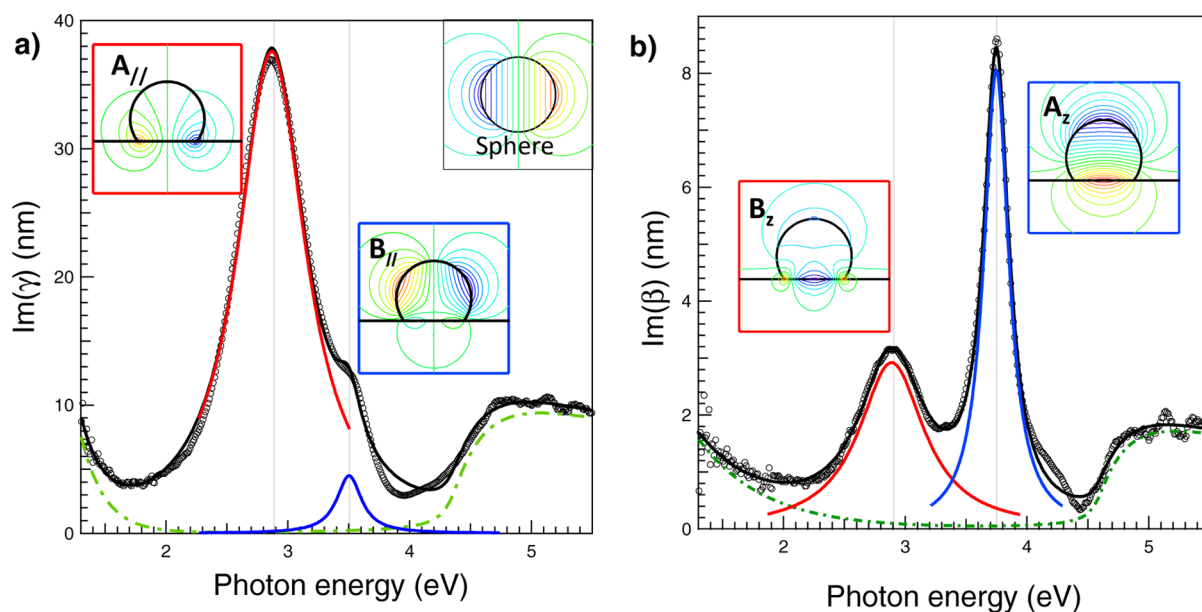 a)
40
30
20
10
0
Im(γ) (nm)
A//
Sphere
B//
2
3
4
5
Photon energy (eV)
b)
8
6
4
2
0
Im(β) (nm)
Bz
Az
2
3
4
5
Photon energy (eV)